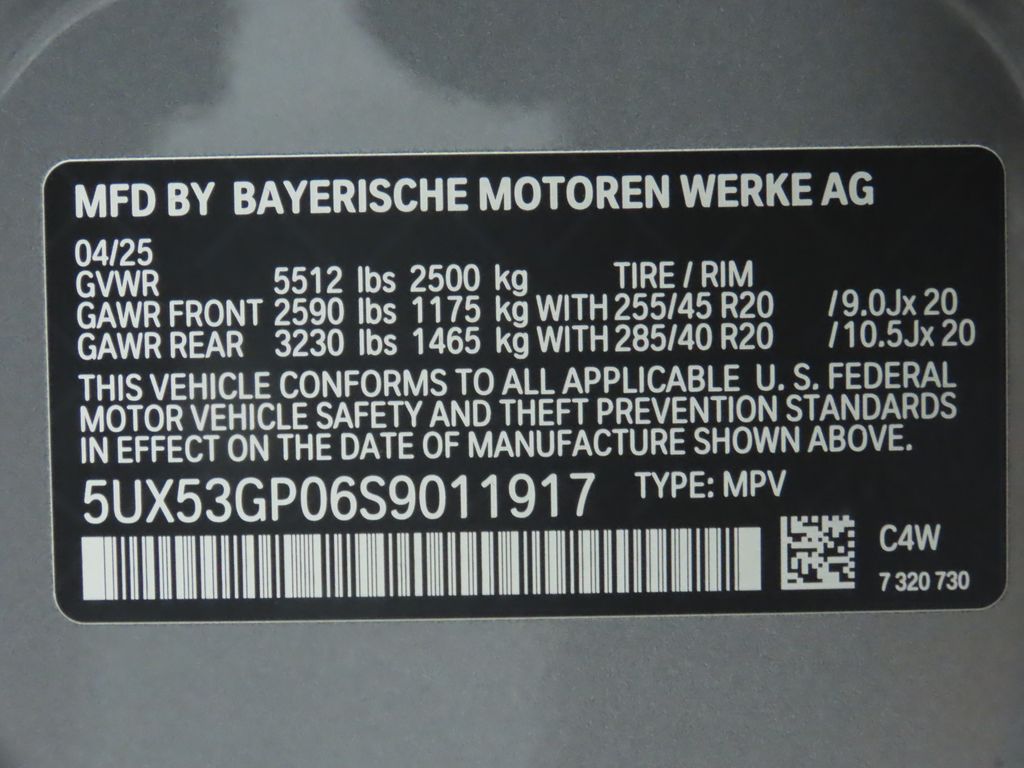 MFD BY BAYERISCHE MOTOREN WERKE AG
04/25
GVWR 5512 lbs 2500 kg TIRE / RIM
GAWR FRONT 2590 lbs 1175 kg WITH 255/45 R20 /9.0Jx 20
GAWR REAR 3230 lbs 1465 kg WITH 285/40 R20 /10.5Jx 20
THIS VEHICLE CONFORMS TO ALL APPLICABLE U. S. FEDERAL
MOTOR VEHICLE SAFETY AND THEFT PREVENTION STANDARDS
IN EFFECT ON THE DATE OF MANUFACTURE SHOWN ABOVE.
5UX53GP06S9011917 TYPE: MPV
C4W
7 320 730